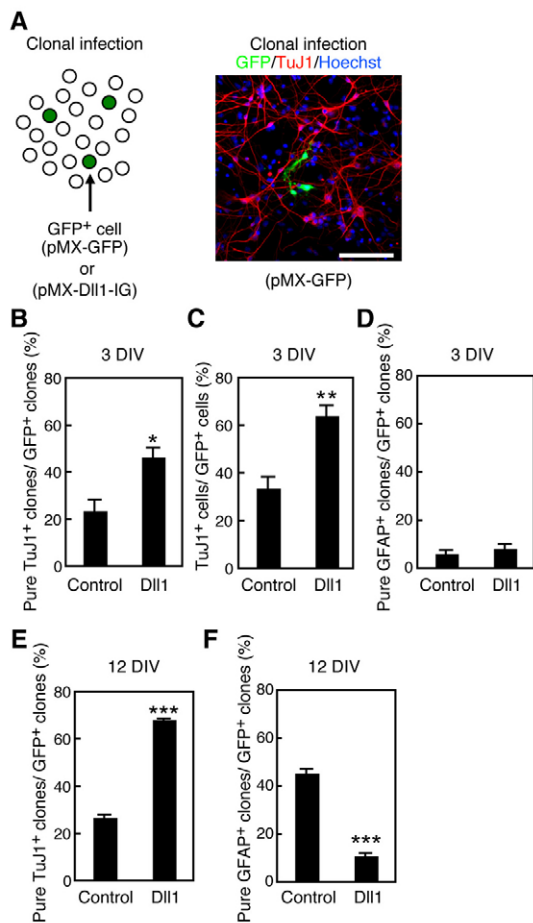 A
Clonal infection
GFP+ cell
(pMX-GFP)
or
(pMX-Dll1-IG)
Clonal infection
GFP/TuJ1/Hoechst
(pMX-GFP)
B
3 DIV
Pure TuJ1+ clones/ GFP+ clones (%)
80
60
40
20
0
*
Control
Dll1
C
3 DIV
TuJ1+ cells/ GFP+ cells (%)
80
60
40
20
0
**
Control
Dll1
D
3 DIV
Pure GFAP+ clones/ GFP+ clones (%)
80
60
40
20
0
Control
Dll1
E
12 DIV
Pure TuJ1+ clones/ GFP+ clones (%)
80
60
40
20
0
***
Control
Dll1
F
12 DIV
Pure GFAP+ clones/ GFP+ clones (%)
80
60
40
20
0
***
Control
Dll1